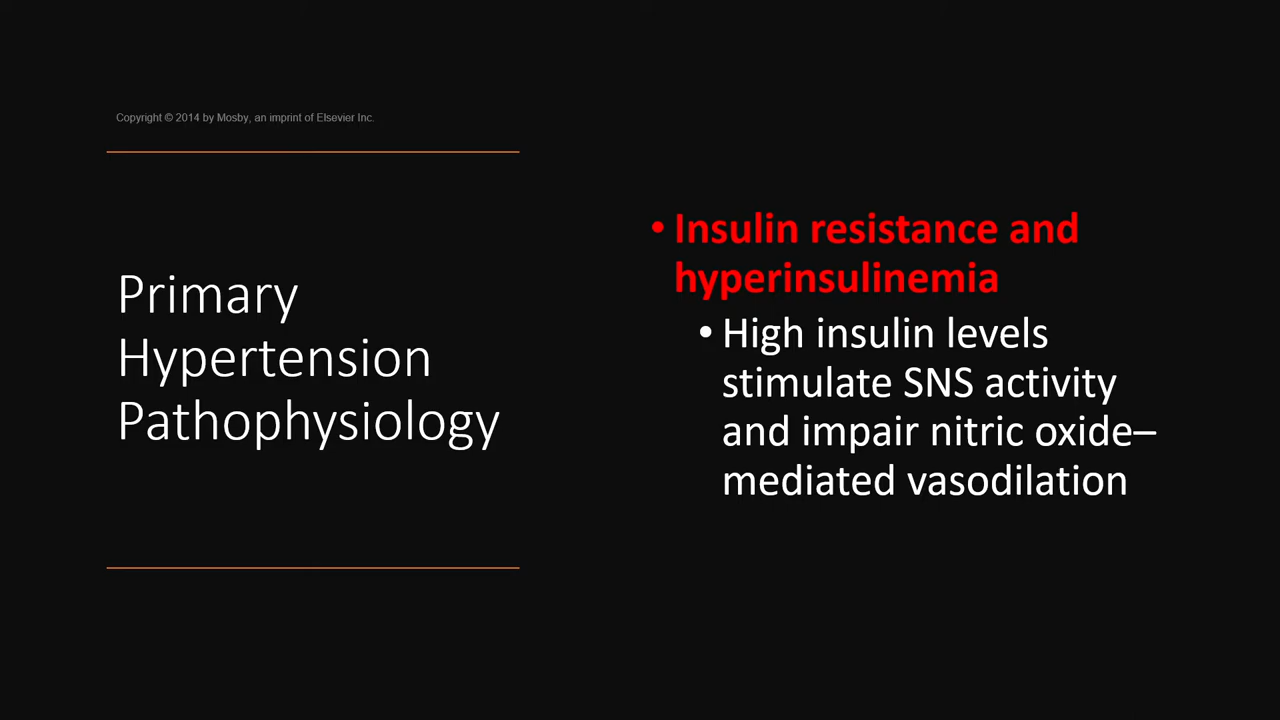 Copyright © 2014 by Mosby, an imprint of Elsevier Inc.
Primary
Hypertension
Pathophysiology
• Insulin resistance and
hyperinsulinemia
• High insulin levels
stimulate SNS activity
and impair nitric oxide–
mediated vasodilation